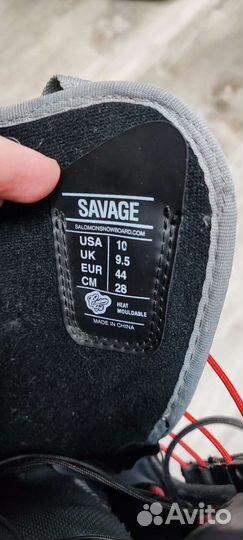 SAVAGE
SALOMONSNOWBOARD.COM
USA 10
UK 9.5
EUR 44
CM 28
HEAT
MOULDABLE
MADE IN CHINA
Avito